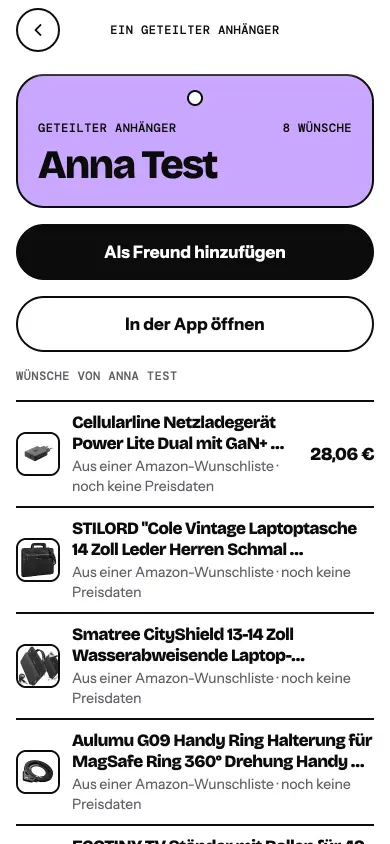 EIN GETEILTER ANHÄNGER
GETEILTER ANHÄNGER
8 WÜNSCHE
Anna Test
Als Freund hinzufügen
In der App öffnen
WÜNSCHE VON ANNA TEST
Cellularline Netzladegerät
Power Lite Dual mit GaN+ ...
28,06 €
Aus einer Amazon-Wunschliste ·
noch keine Preisdaten
STILORD "Cole Vintage Laptoptasche
14 Zoll Leder Herren Schmal ...
Aus einer Amazon-Wunschliste · noch keine
Preisdaten
Smatree CityShield 13-14 Zoll
Wasserabweisende Laptop-...
Aus einer Amazon-Wunschliste · noch keine
Preisdaten
Aulumu G09 Handy Ring Halterung für
MagSafe Ring 360° Drehung Handy ...
Aus einer Amazon-Wunschliste · noch keine
Preisdaten